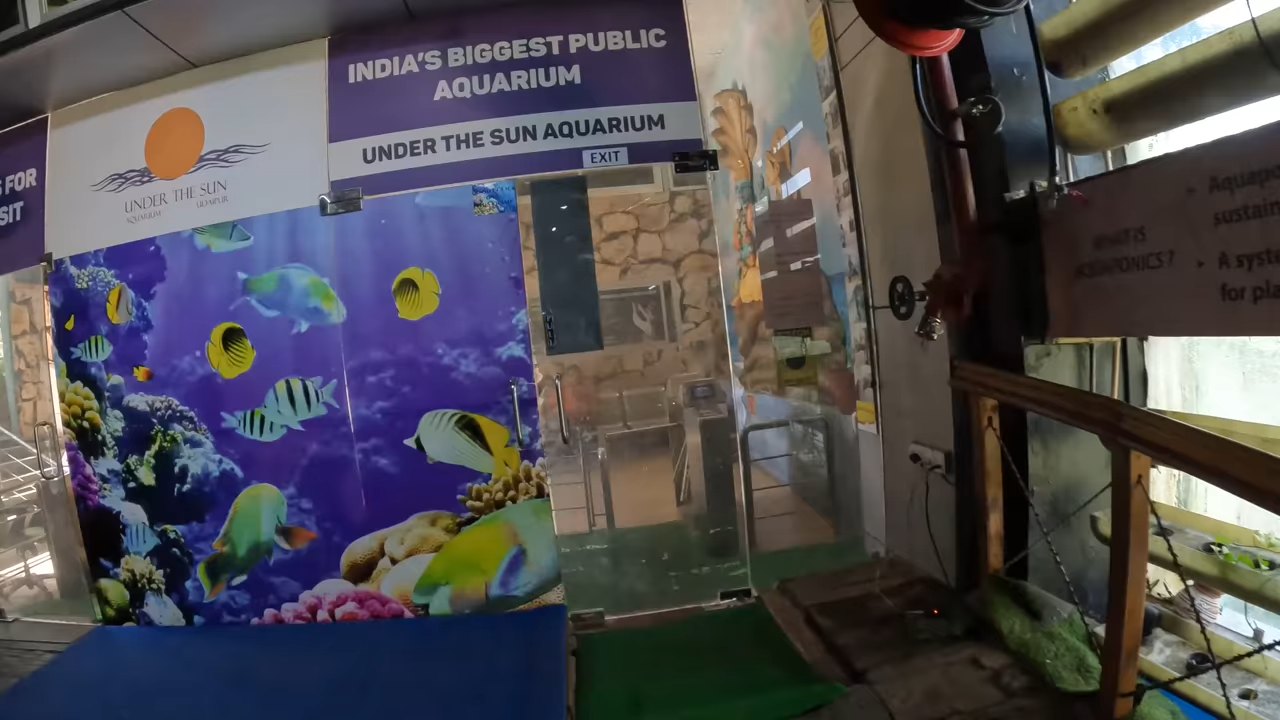 S FOR
SIT
UNDER THE SUN
AQUARIUM UDAIPUR
INDIA'S BIGGEST PUBLIC
AQUARIUM
UNDER THE SUN AQUARIUM
EXIT
WHAT IS
AQUAPONICS ?
Aquapo
sustain
A syste
for pla